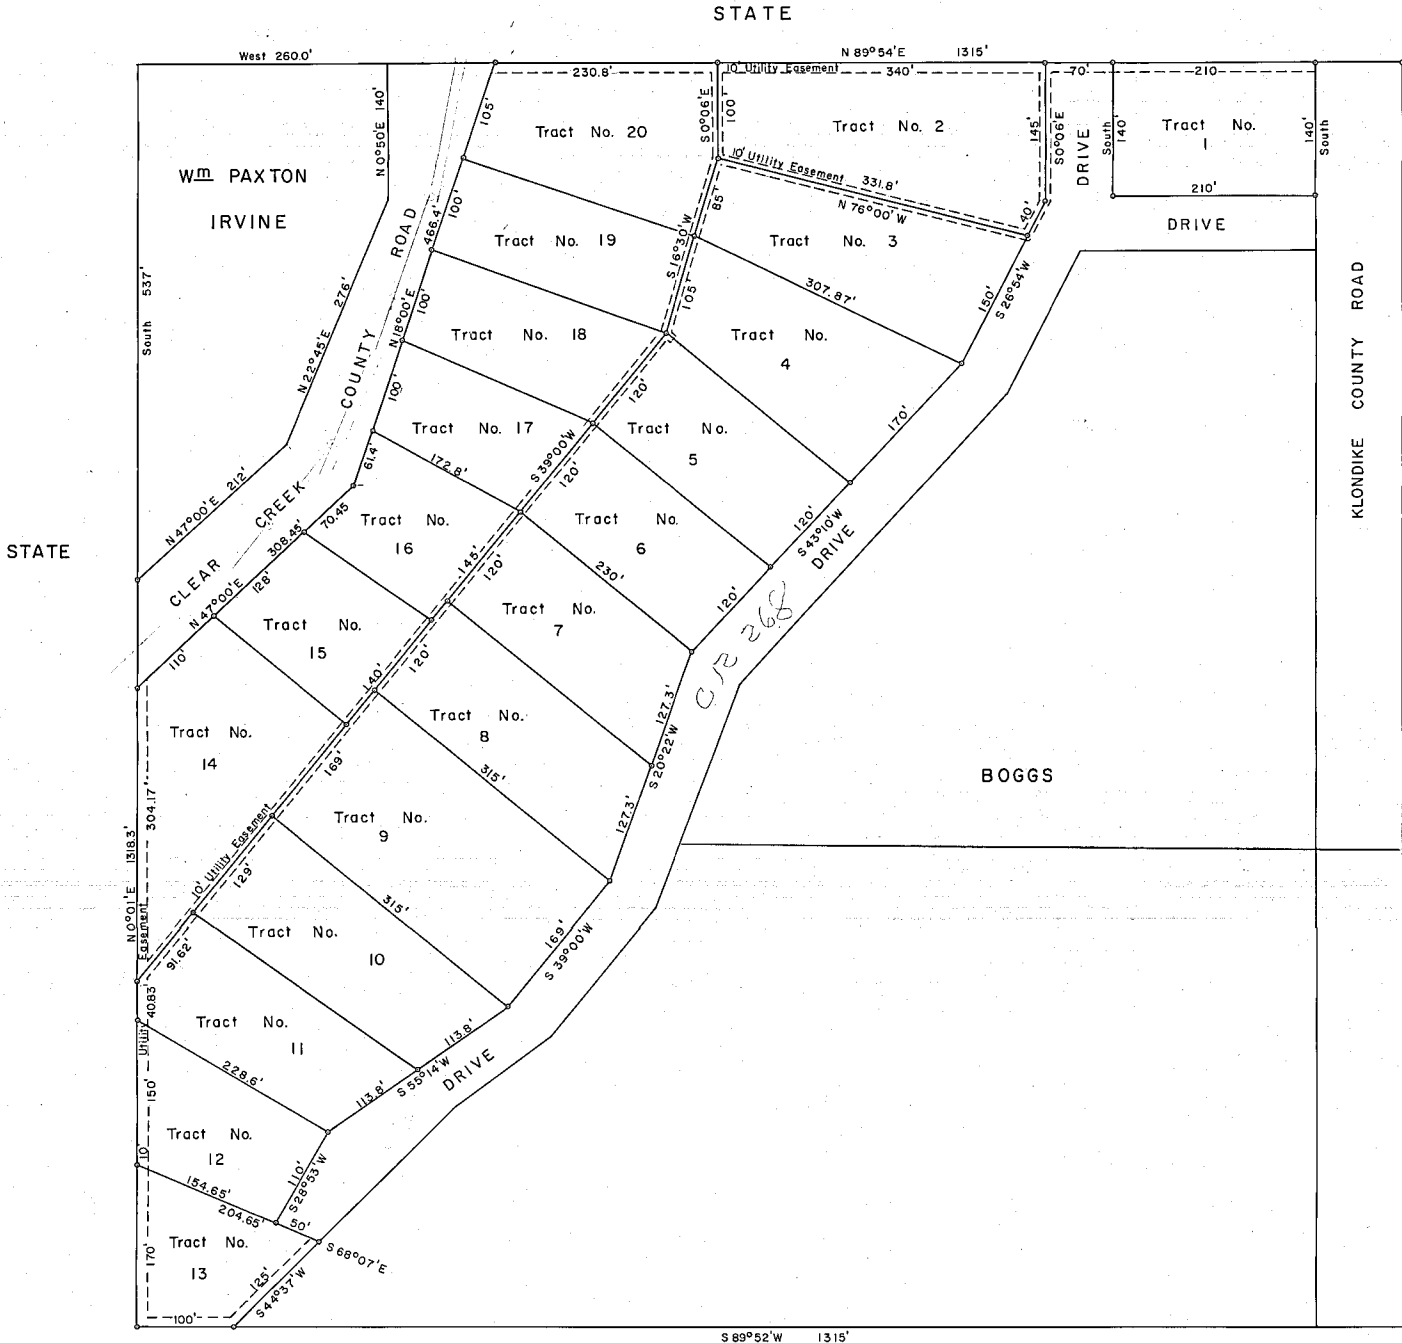 STATE
West 260.0'
N 89°54'E 1315'
230.8'
10' Utility Easement
340'
70'
210
N 0°50'E 140'
105'
Tract No. 20
S 0°06'E
100
Tract No. 2
145'
S 0°06'E
DRIVE
South
140'
Tract No.
1
140'
South
Wm PAXTON
IRVINE
10' Utility Easement
331.8'
N 76°00'W
210'
40'
DRIVE
ROAD
466.4'
100'
Tract No. 19
S 16°30'W
85'
Tract No. 3
537'
South
276'
N 22°45'E
N 18°00'E
100'
Tract No. 18
105'
307.87'
150'
S 26°54'W
KLONDIKE COUNTY ROAD
COUNTY
Tract No.
4
100'
120'
170'
Tract No. 17
S 39°00'W
Tract No.
5
61.4'
172.8'
120'
N 47°00'E 212'
CREEK
70.45
308.45'
Tract No.
16
Tract No.
6
120'
S 43°10'W
DRIVE
STATE
CLEAR
145'
120'
230'
N 47°00'E
128'
Tract No.
15
Tract No.
7
120'
CR 268
110'
140'
120'
127.3'
S 20°22'W
Tract No.
14
Tract No.
8
169'
315'
BOGGS
304.17'
Tract No.
9
127.3'
N 0°01'E 1318.3'
10' Utility Easement
129'
315'
Easement
91.62'
Tract No.
10
169'
S 39°00'W
40.83'
Utility
Tract No.
11
113.8'
S 55°14'W
DRIVE
228.6'
113.8'
150'
Tract No.
12
10'
110'
S 28°53'W
154.65'
204.65'
50'
S 68°07'E
Tract No.
13
170'
125'
S 44°37'W
100'
S 89°52'W 1315'